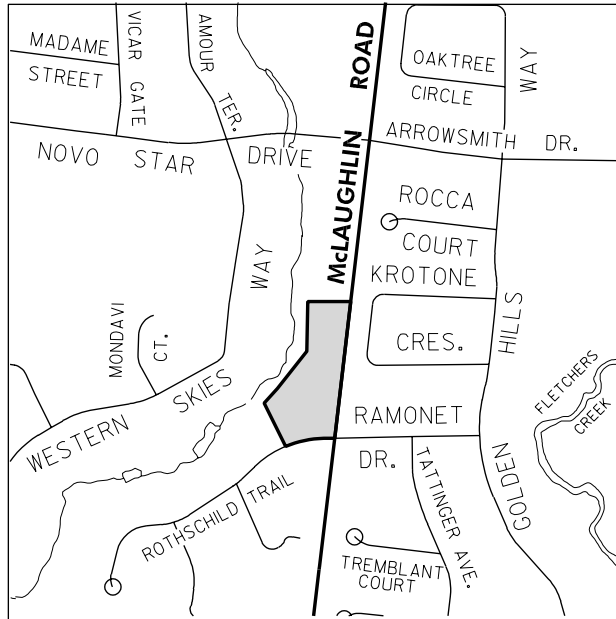 MADAME
STREET
VICAR GATE
AMOUR TER.
McLAUGHLIN ROAD
OAKTREE
CIRCLE
WAY
NOVO STAR DRIVE
ARROWSMITH DR.
ROCCA
COURT
KROTONE
CRES.
WAY
MONDAVI
CT.
HILLS
WESTERN SKIES
RAMONET
DR.
FLETCHERS
CREEK
GOLDEN
ROTHSCHILD TRAIL
TATTINGER AVE.
TREMBLANT
COURT